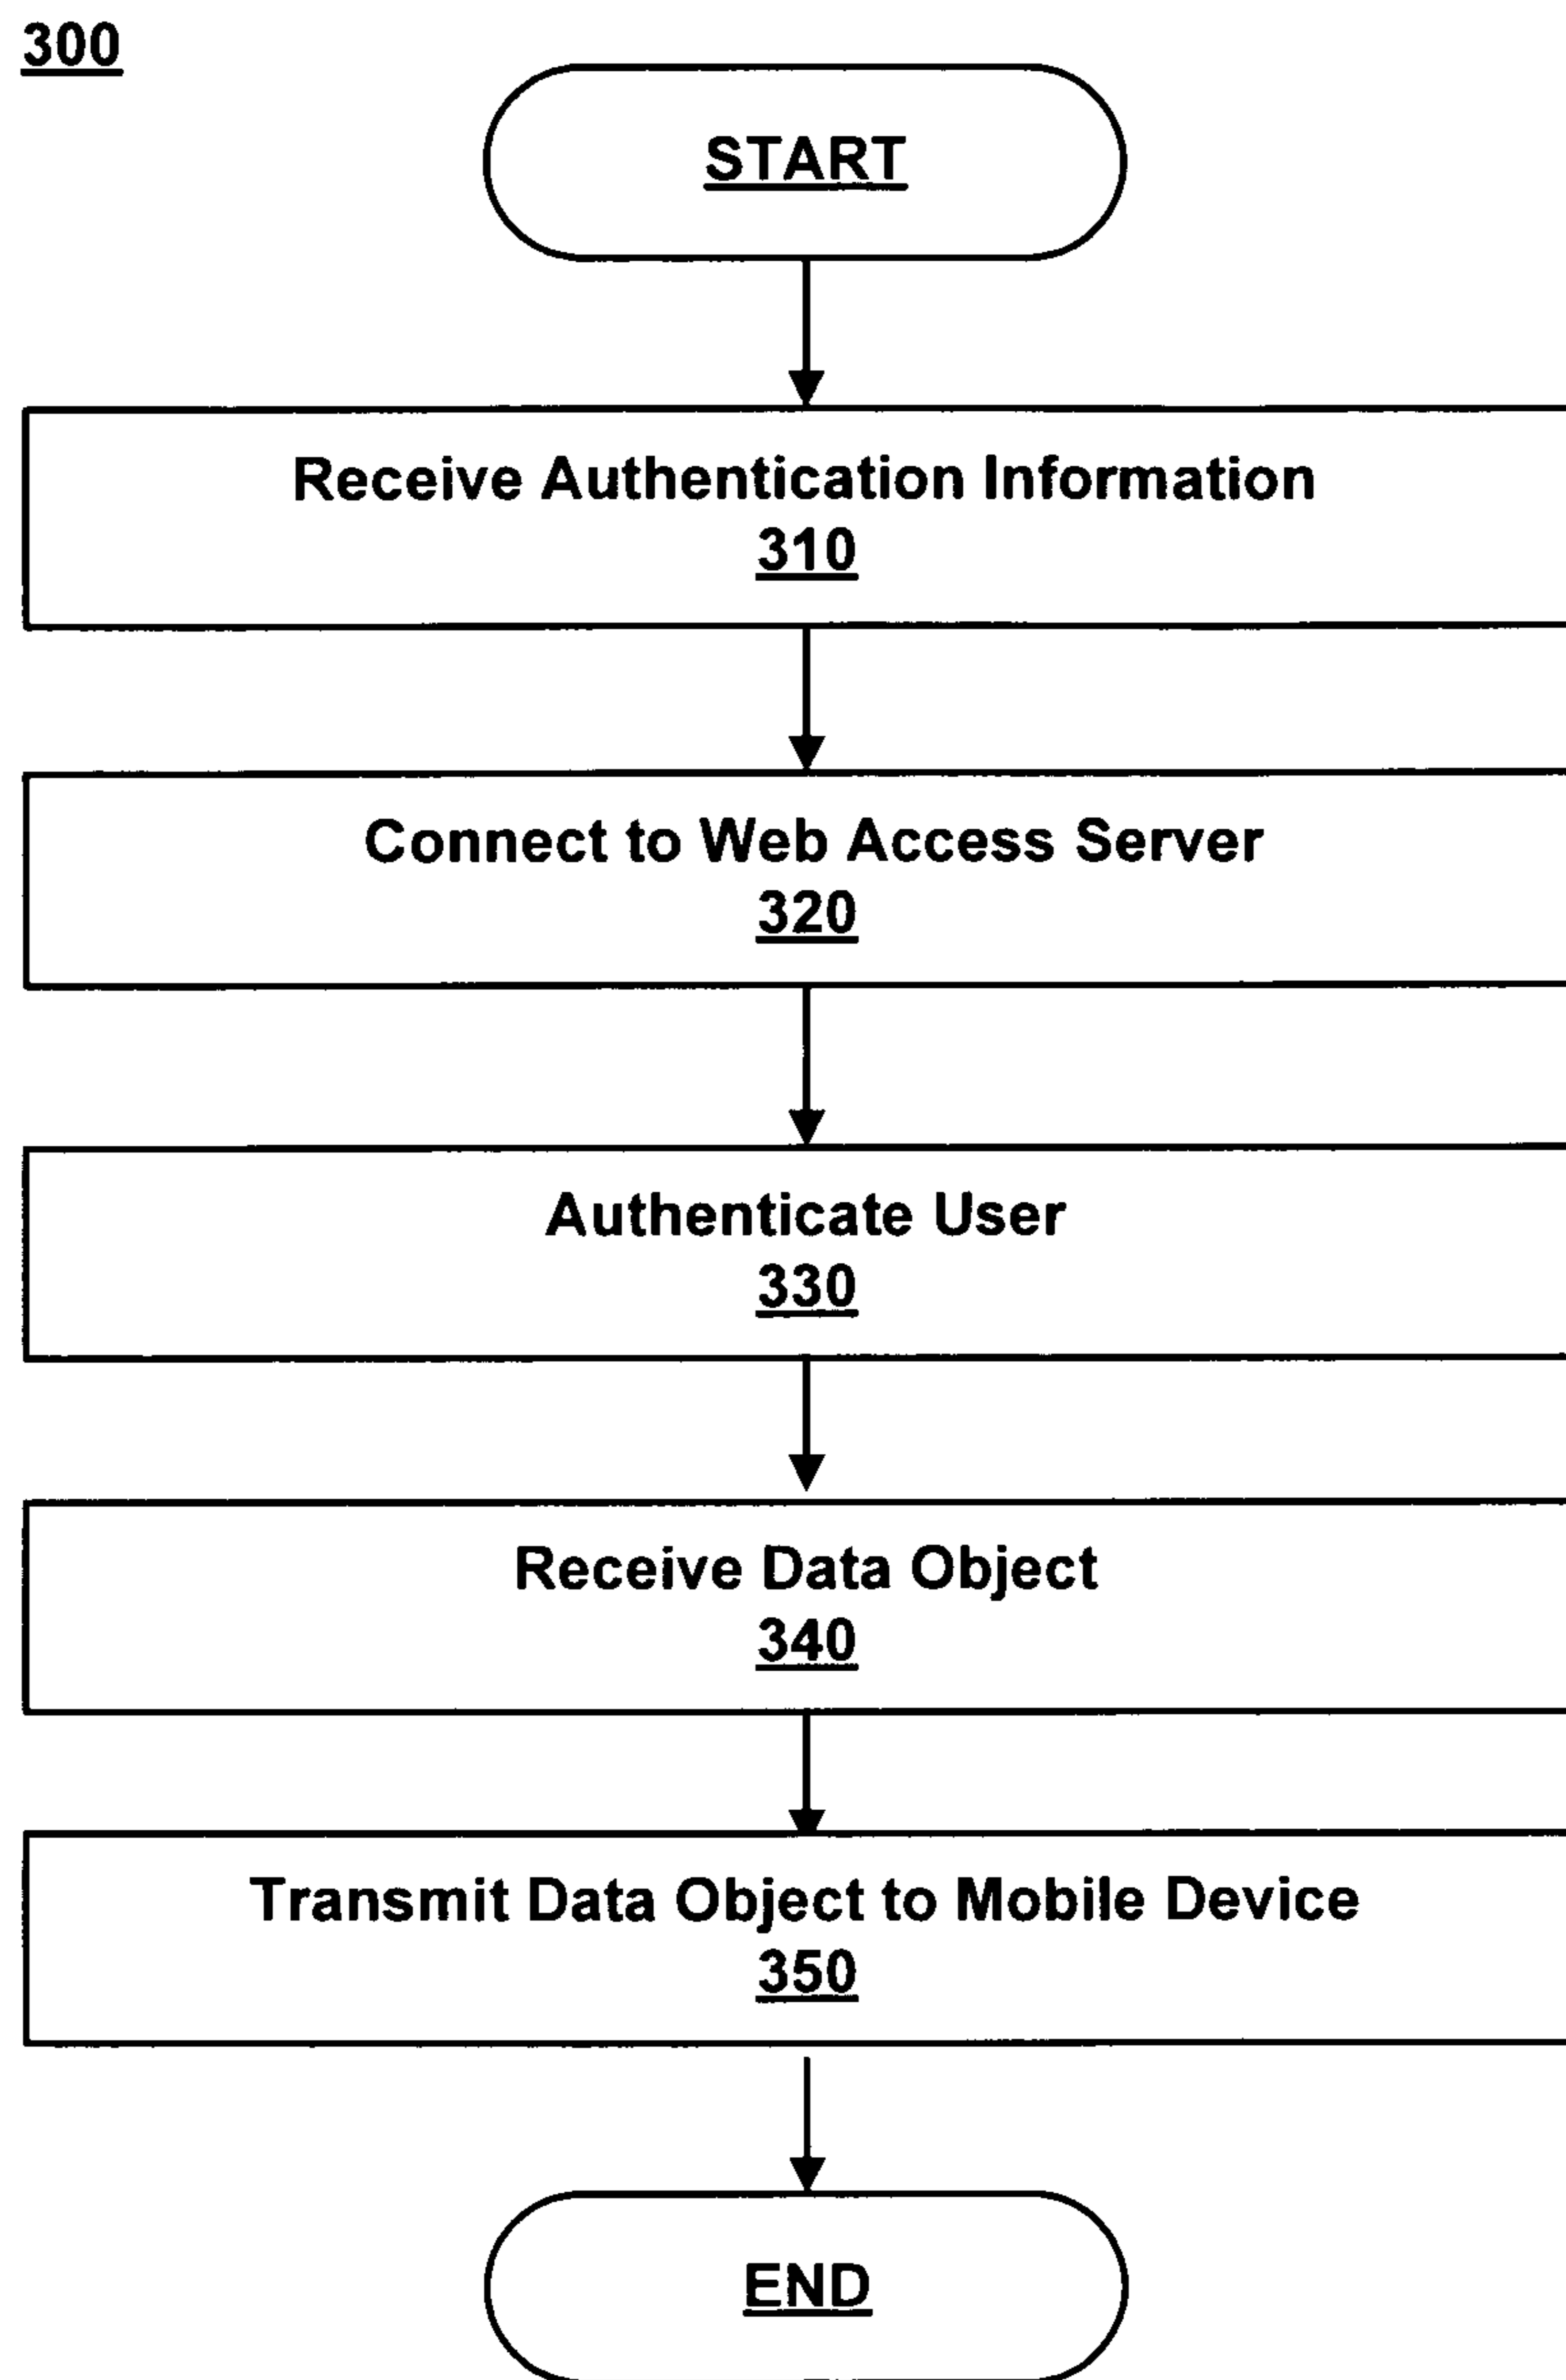 300
START
Receive Authentication Information
310
Connect to Web Access Server
320
Authenticate User
330
Receive Data Object
340
Transmit Data Object to Mobile Device
350
END